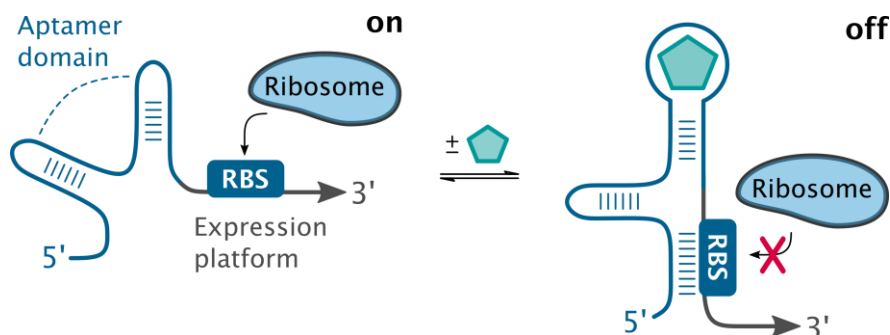 Aptamer
domain
on
off
Ribosome
±
RBS
3'
Expression
platform
5'
Ribosome
RBS
5'
3'